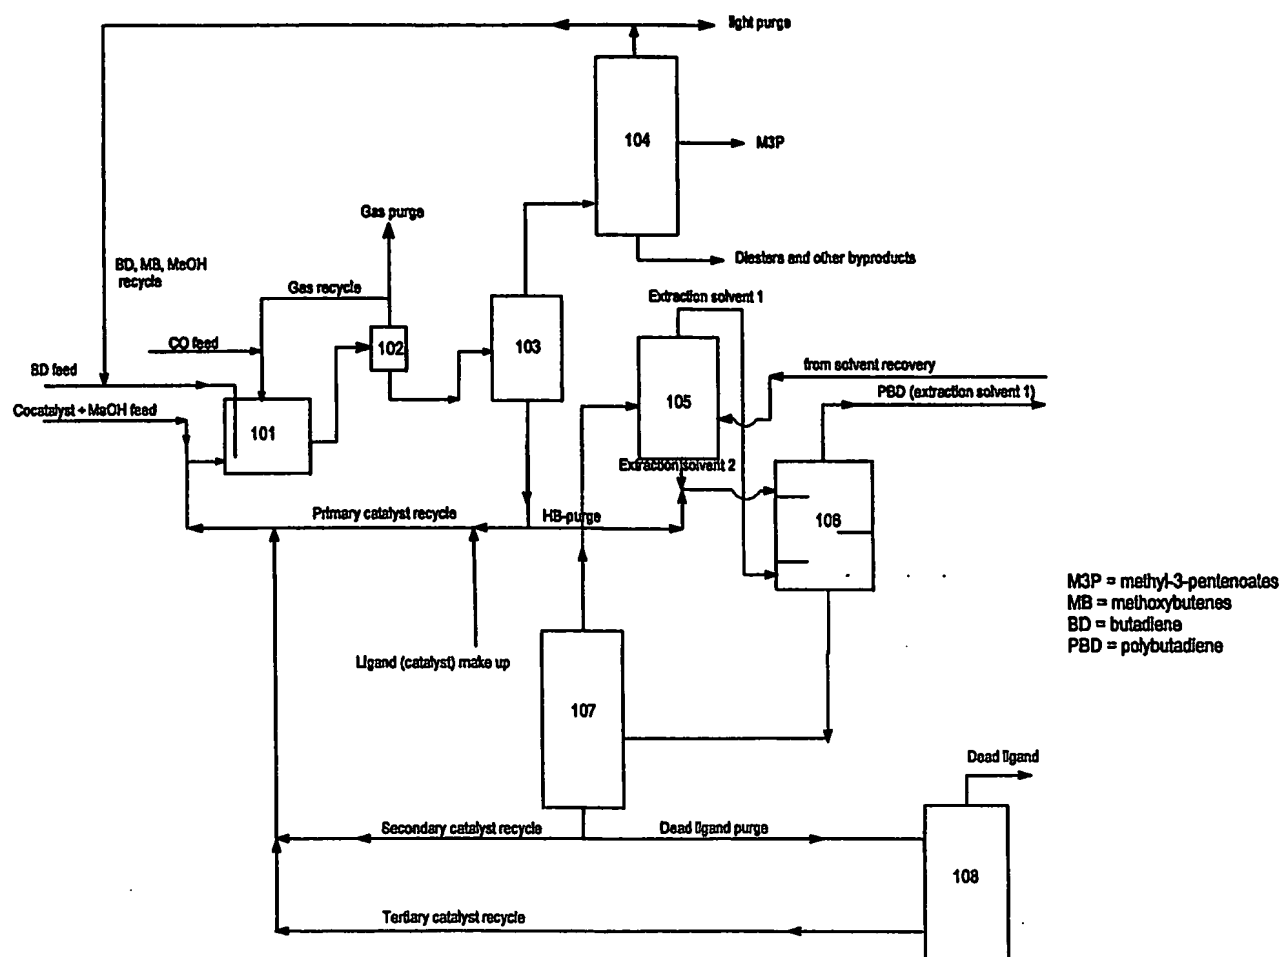 light purge
104
M3P
Gas purge
BD, MB, MeOH
recycle
Diesters and other byproducts
Gas recycle
Extraction solvent 1
CO feed
102
103
from solvent recovery
BD feed
PBD (extraction solvent 1)
105
Cocatalyst + MeOH feed
101
Extraction solvent 2
Primary catalyst recycle
HB-purge
106
M3P = methyl-3-pentenoates
MB = methoxybutenes
BD = butadiene
PBD = polybutadiene
Ligand (catalyst) make up
107
Dead ligand
Secondary catalyst recycle
Dead ligand purge
108
Tertiary catalyst recycle